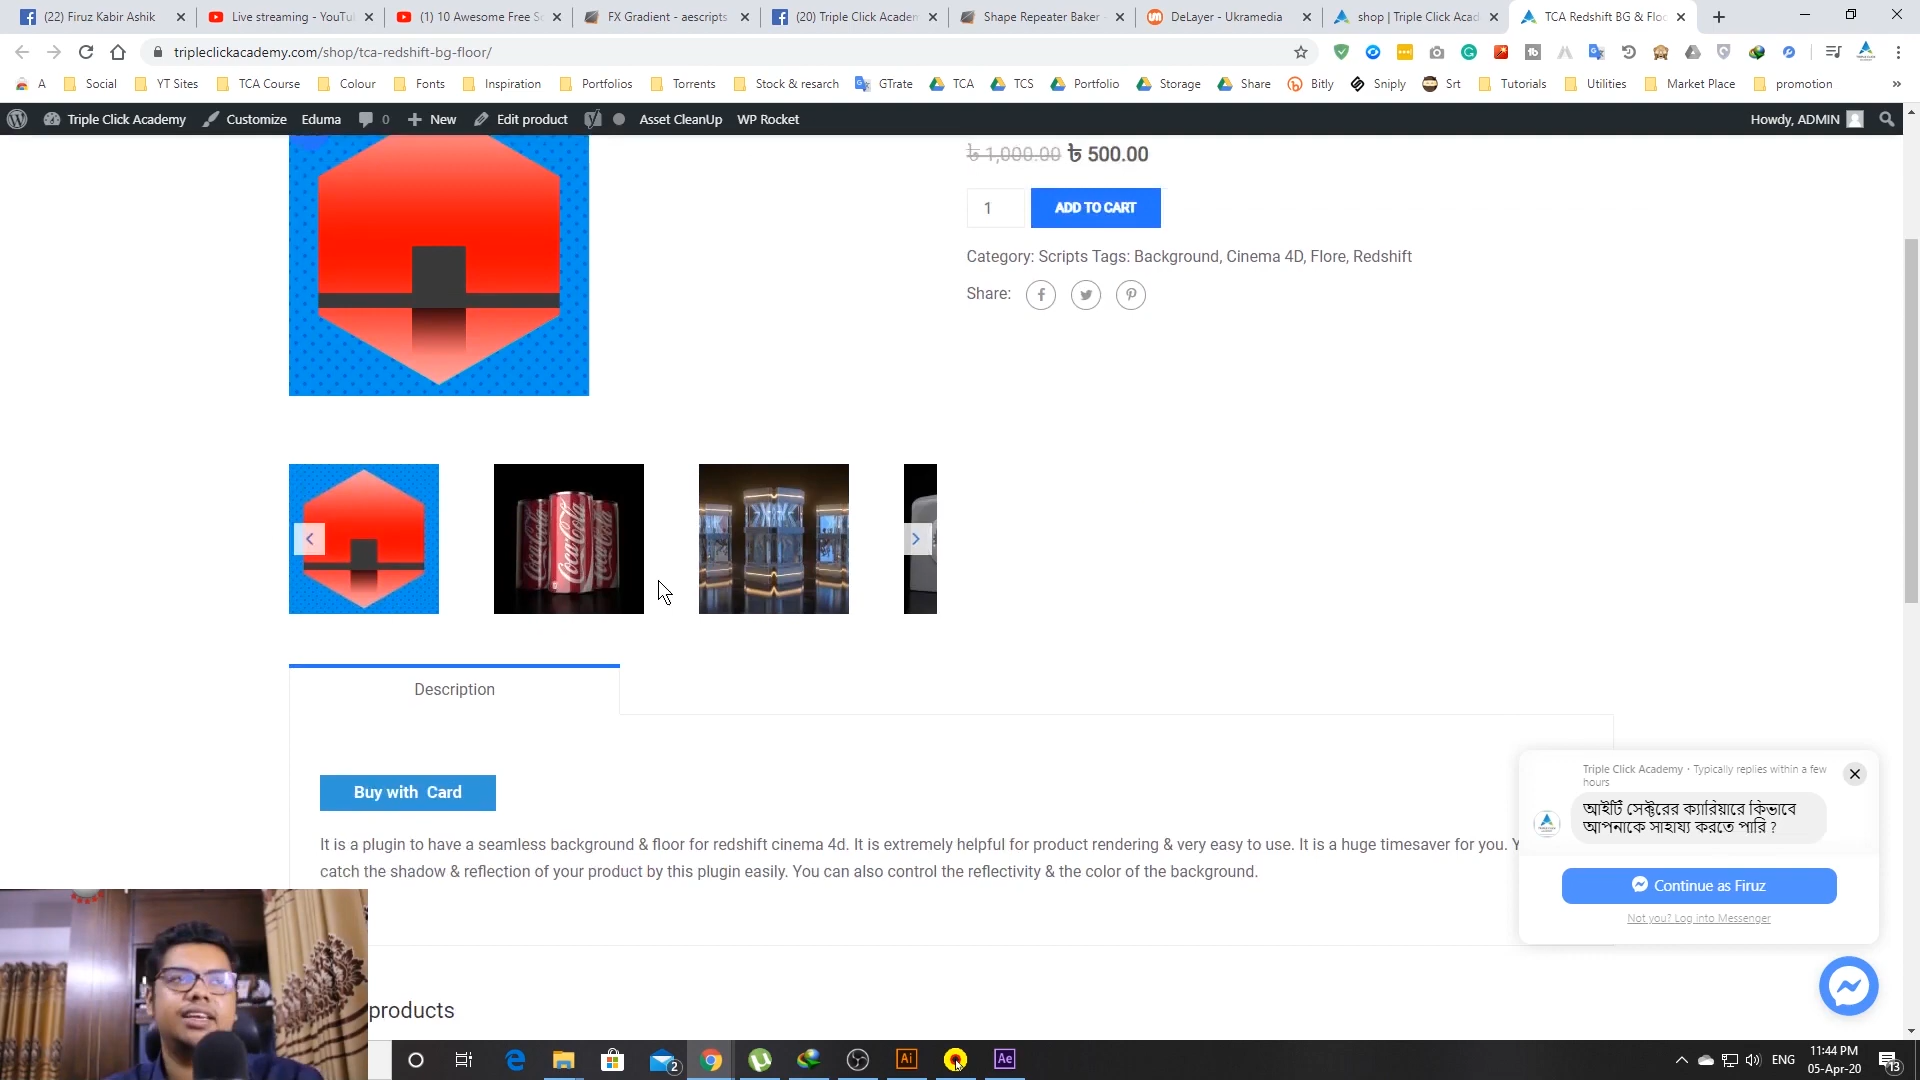 (22) Firuz Kabir Ashik
Live streaming - YouTu
(1) 10 Awesome Free Sc
FX Gradient - aescripts
(20) Triple Click Academ
Shape Repeater Baker -
DeLayer - Ukramedia
shop | Triple Click Acad
TCA Redshift BG & Floo
tripleclickacademy.com/shop/tca-redshift-bg-floor/
A Social YT Sites TCA Course Colour Fonts Inspiration Portfolios Torrents Stock & resarch GTrate TCA TCS Portfolio Storage Share Bitly Sniply Srt Tutorials Utilities Market Place promotion »
Triple Click Academy Customize Eduma 0 New Edit product Asset CleanUp WP Rocket Howdy, ADMIN
৳ 1,000.00 ৳ 500.00
1 ADD TO CART
Category: Scripts Tags: Background, Cinema 4D, Flore, Redshift
Share:
Coca-Cola
Description
Buy with Card
It is a plugin to have a seamless background & floor for redshift cinema 4d. It is extremely helpful for product rendering & very easy to use. It is a huge timesaver for you. Y
catch the shadow & reflection of your product by this plugin easily. You can also control the reflectivity & the color of the background.
products
Triple Click Academy • Typically replies within a few
hours
আইটি সেক্টরের ক্যারিয়ারে কিভাবে
আপনাকে সাহায্য করতে পারি ?
Continue as Firuz
Not you? Log into Messenger
2
Ai
Ae
ENG
11:44 PM
05-Apr-20
13